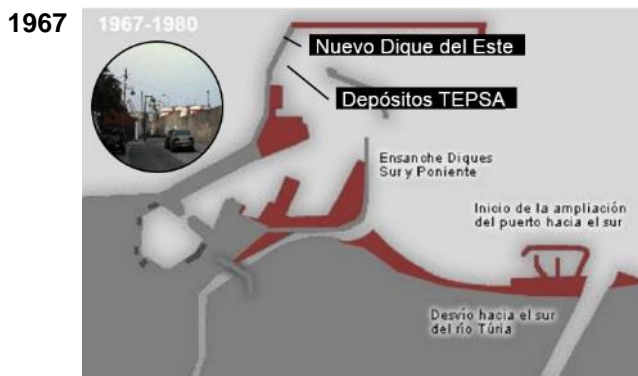 1967
1967-1980
Nuevo Dique del Este
Depósitos TEPSA
Ensanche Diques
Sur y Poniente
Inicio de la ampliación
del puerto hacia el sur
Desvío hacia el sur
del río Túria